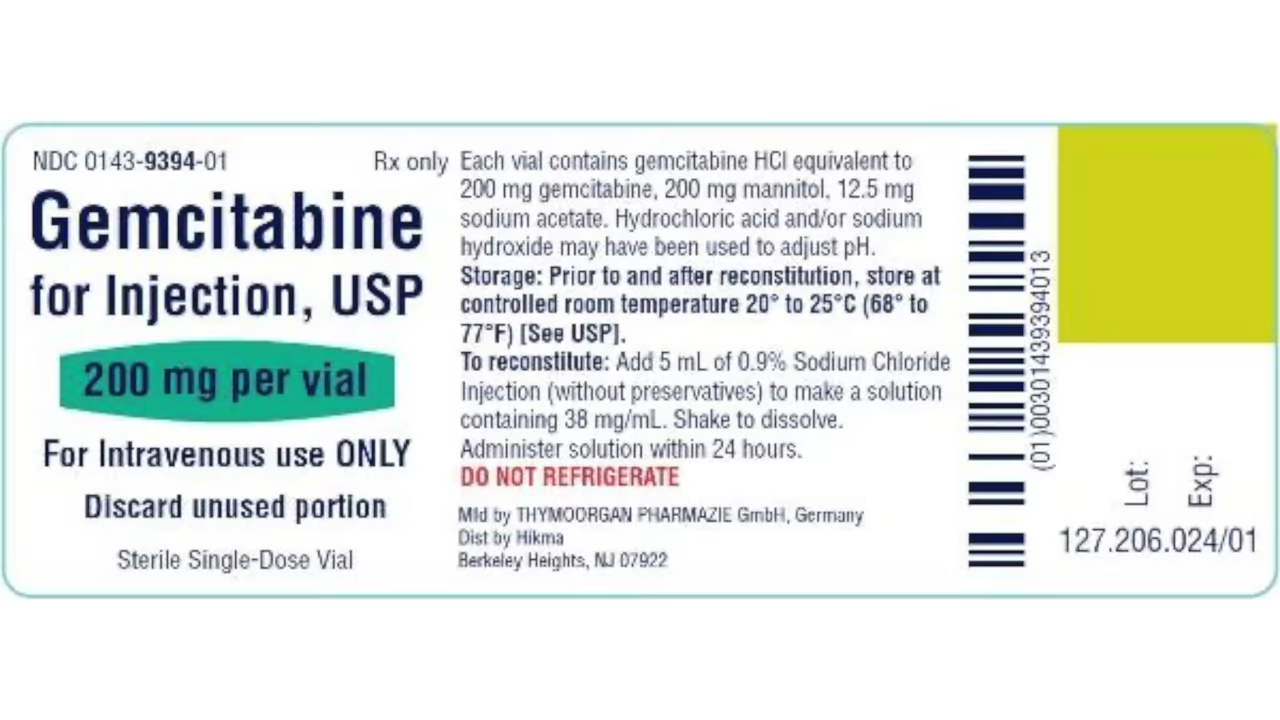 NDC 0143-9394-01
Rx only
Gemcitabine
for Injection, USP
200 mg per vial
For Intravenous use ONLY
Discard unused portion
Sterile Single-Dose Vial
Each vial contains gemcitabine HCl equivalent to
200 mg gemcitabine, 200 mg mannitol, 12.5 mg
sodium acetate. Hydrochloric acid and/or sodium
hydroxide may have been used to adjust pH.
Storage: Prior to and after reconstitution, store at
controlled room temperature 20° to 25°C (68° to
77°F) [See USP].
To reconstitute: Add 5 mL of 0.9% Sodium Chloride
Injection (without preservatives) to make a solution
containing 38 mg/mL. Shake to dissolve.
Administer solution within 24 hours.
DO NOT REFRIGERATE
Mfd by THYMOORGAN PHARMAZIE GmbH, Germany
Dist by Hikma
Berkeley Heights, NJ 07922
(01)00301439394013
Lot:
Exp:
127.206.024/01